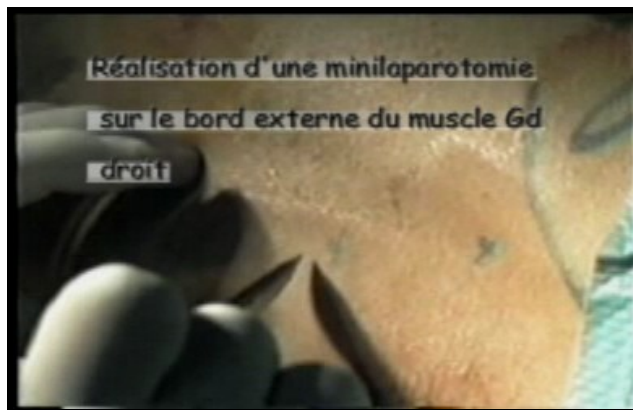 Réalisation d'une minilaparotomie
sur le bord externe du muscle Gd
droit